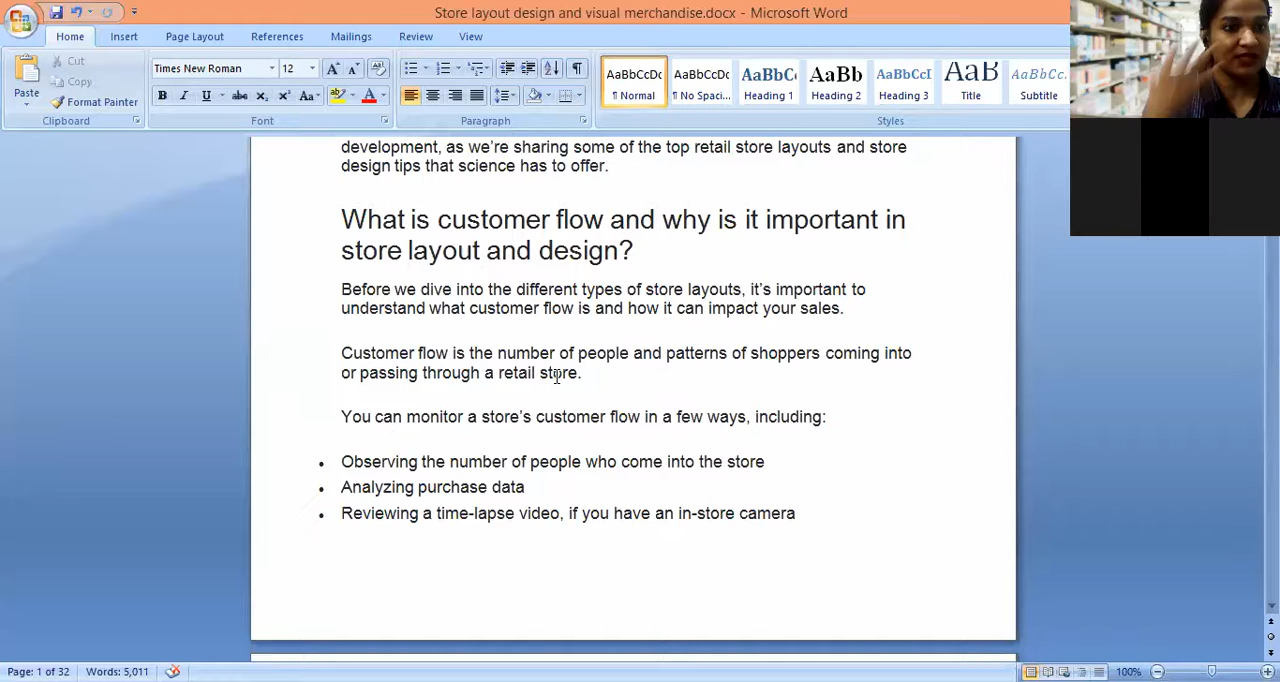 Store layout design and visual merchandise.docx - Microsoft Word
Home Insert Page Layout References Mailings Review View
Paste
Cut
Copy
Format Painter
Clipboard
Times New Roman 12
Font
Paragraph
AaBbCcDc AaBbCcDc AaBbC AaBb AaBbCcI AaB AaBbCc.
¶ Normal ¶ No Spaci... Heading 1 Heading 2 Heading 3 Title Subtitle
Styles
development, as we’re sharing some of the top retail store layouts and store
design tips that science has to offer.
What is customer flow and why is it important in
store layout and design?
Before we dive into the different types of store layouts, it’s important to
understand what customer flow is and how it can impact your sales.
Customer flow is the number of people and patterns of shoppers coming into
or passing through a retail store.
You can monitor a store’s customer flow in a few ways, including:
• Observing the number of people who come into the store
• Analyzing purchase data
• Reviewing a time-lapse video, if you have an in-store camera
Page: 1 of 32 Words: 5,011 100%